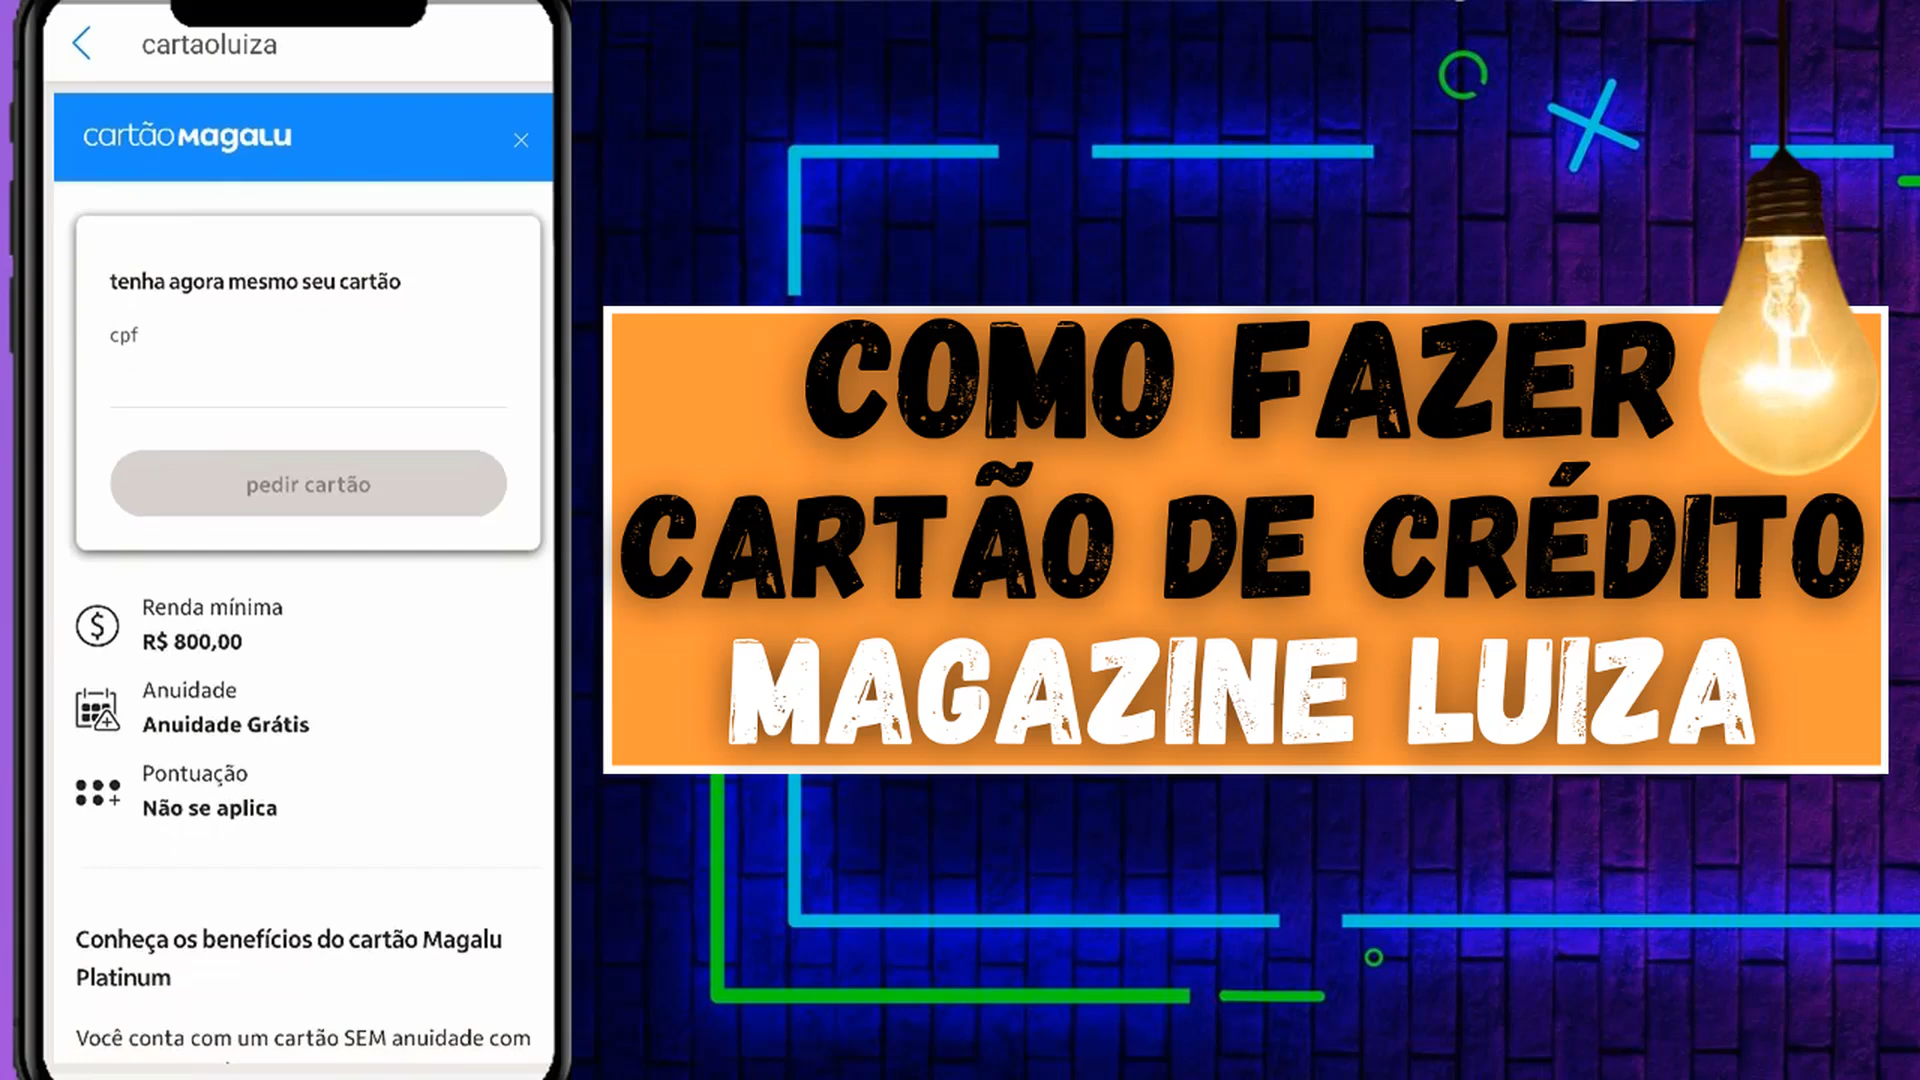 cartaoluiza
cartão magalu
tenha agora mesmo seu cartão
cpf
pedir cartão
Renda mínima
R$ 800,00
Anuidade
Anuidade Grátis
Pontuação
Não se aplica
Conheça os benefícios do cartão Magalu
Platinum
Você conta com um cartão SEM anuidade com
COMO FAZER
CARTÃO DE CRÉDITO
MAGAZINE LUIZA